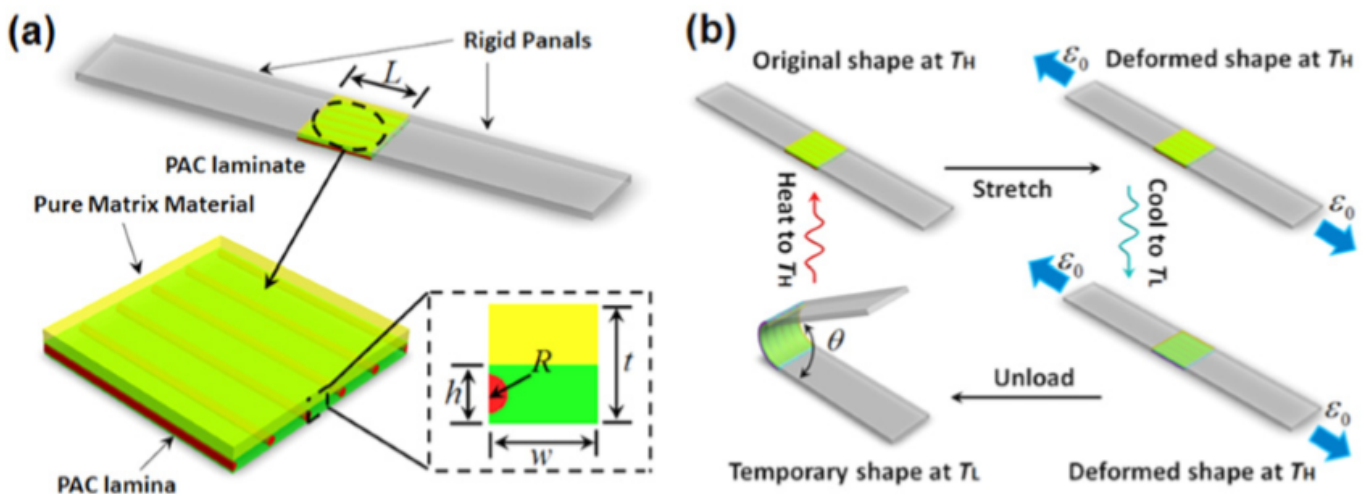 (a)
Rigid Panals
L
PAC laminate
Pure Matrix Material
R
h
t
w
PAC lamina
(b)
Original shape at TH
ε0
Deformed shape at TH
Stretch
Heat to TH
Cool to TL
ε0
ε0
θ
Unload
ε0
Temporary shape at TL
Deformed shape at TH